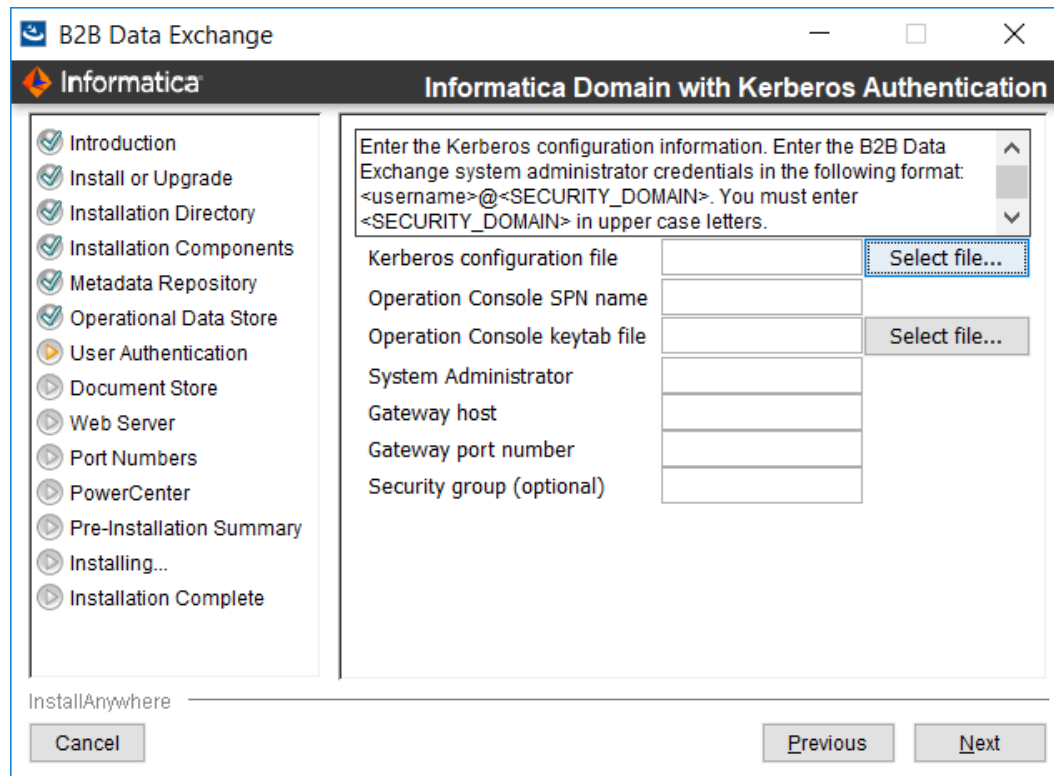 B2B Data Exchange
Informatica
Informatica Domain with Kerberos Authentication
Introduction
Install or Upgrade
Installation Directory
Installation Components
Metadata Repository
Operational Data Store
User Authentication
Document Store
Web Server
Port Numbers
PowerCenter
Pre-Installation Summary
Installing...
Installation Complete
Enter the Kerberos configuration information. Enter the B2B Data
Exchange system administrator credentials in the following format:
<username>@<SECURITY_DOMAIN>. You must enter
<SECURITY_DOMAIN> in upper case letters.
Kerberos configuration file
Select file...
Operation Console SPN name
Operation Console keytab file
Select file...
System Administrator
Gateway host
Gateway port number
Security group (optional)
InstallAnywhere
Cancel
Previous
Next